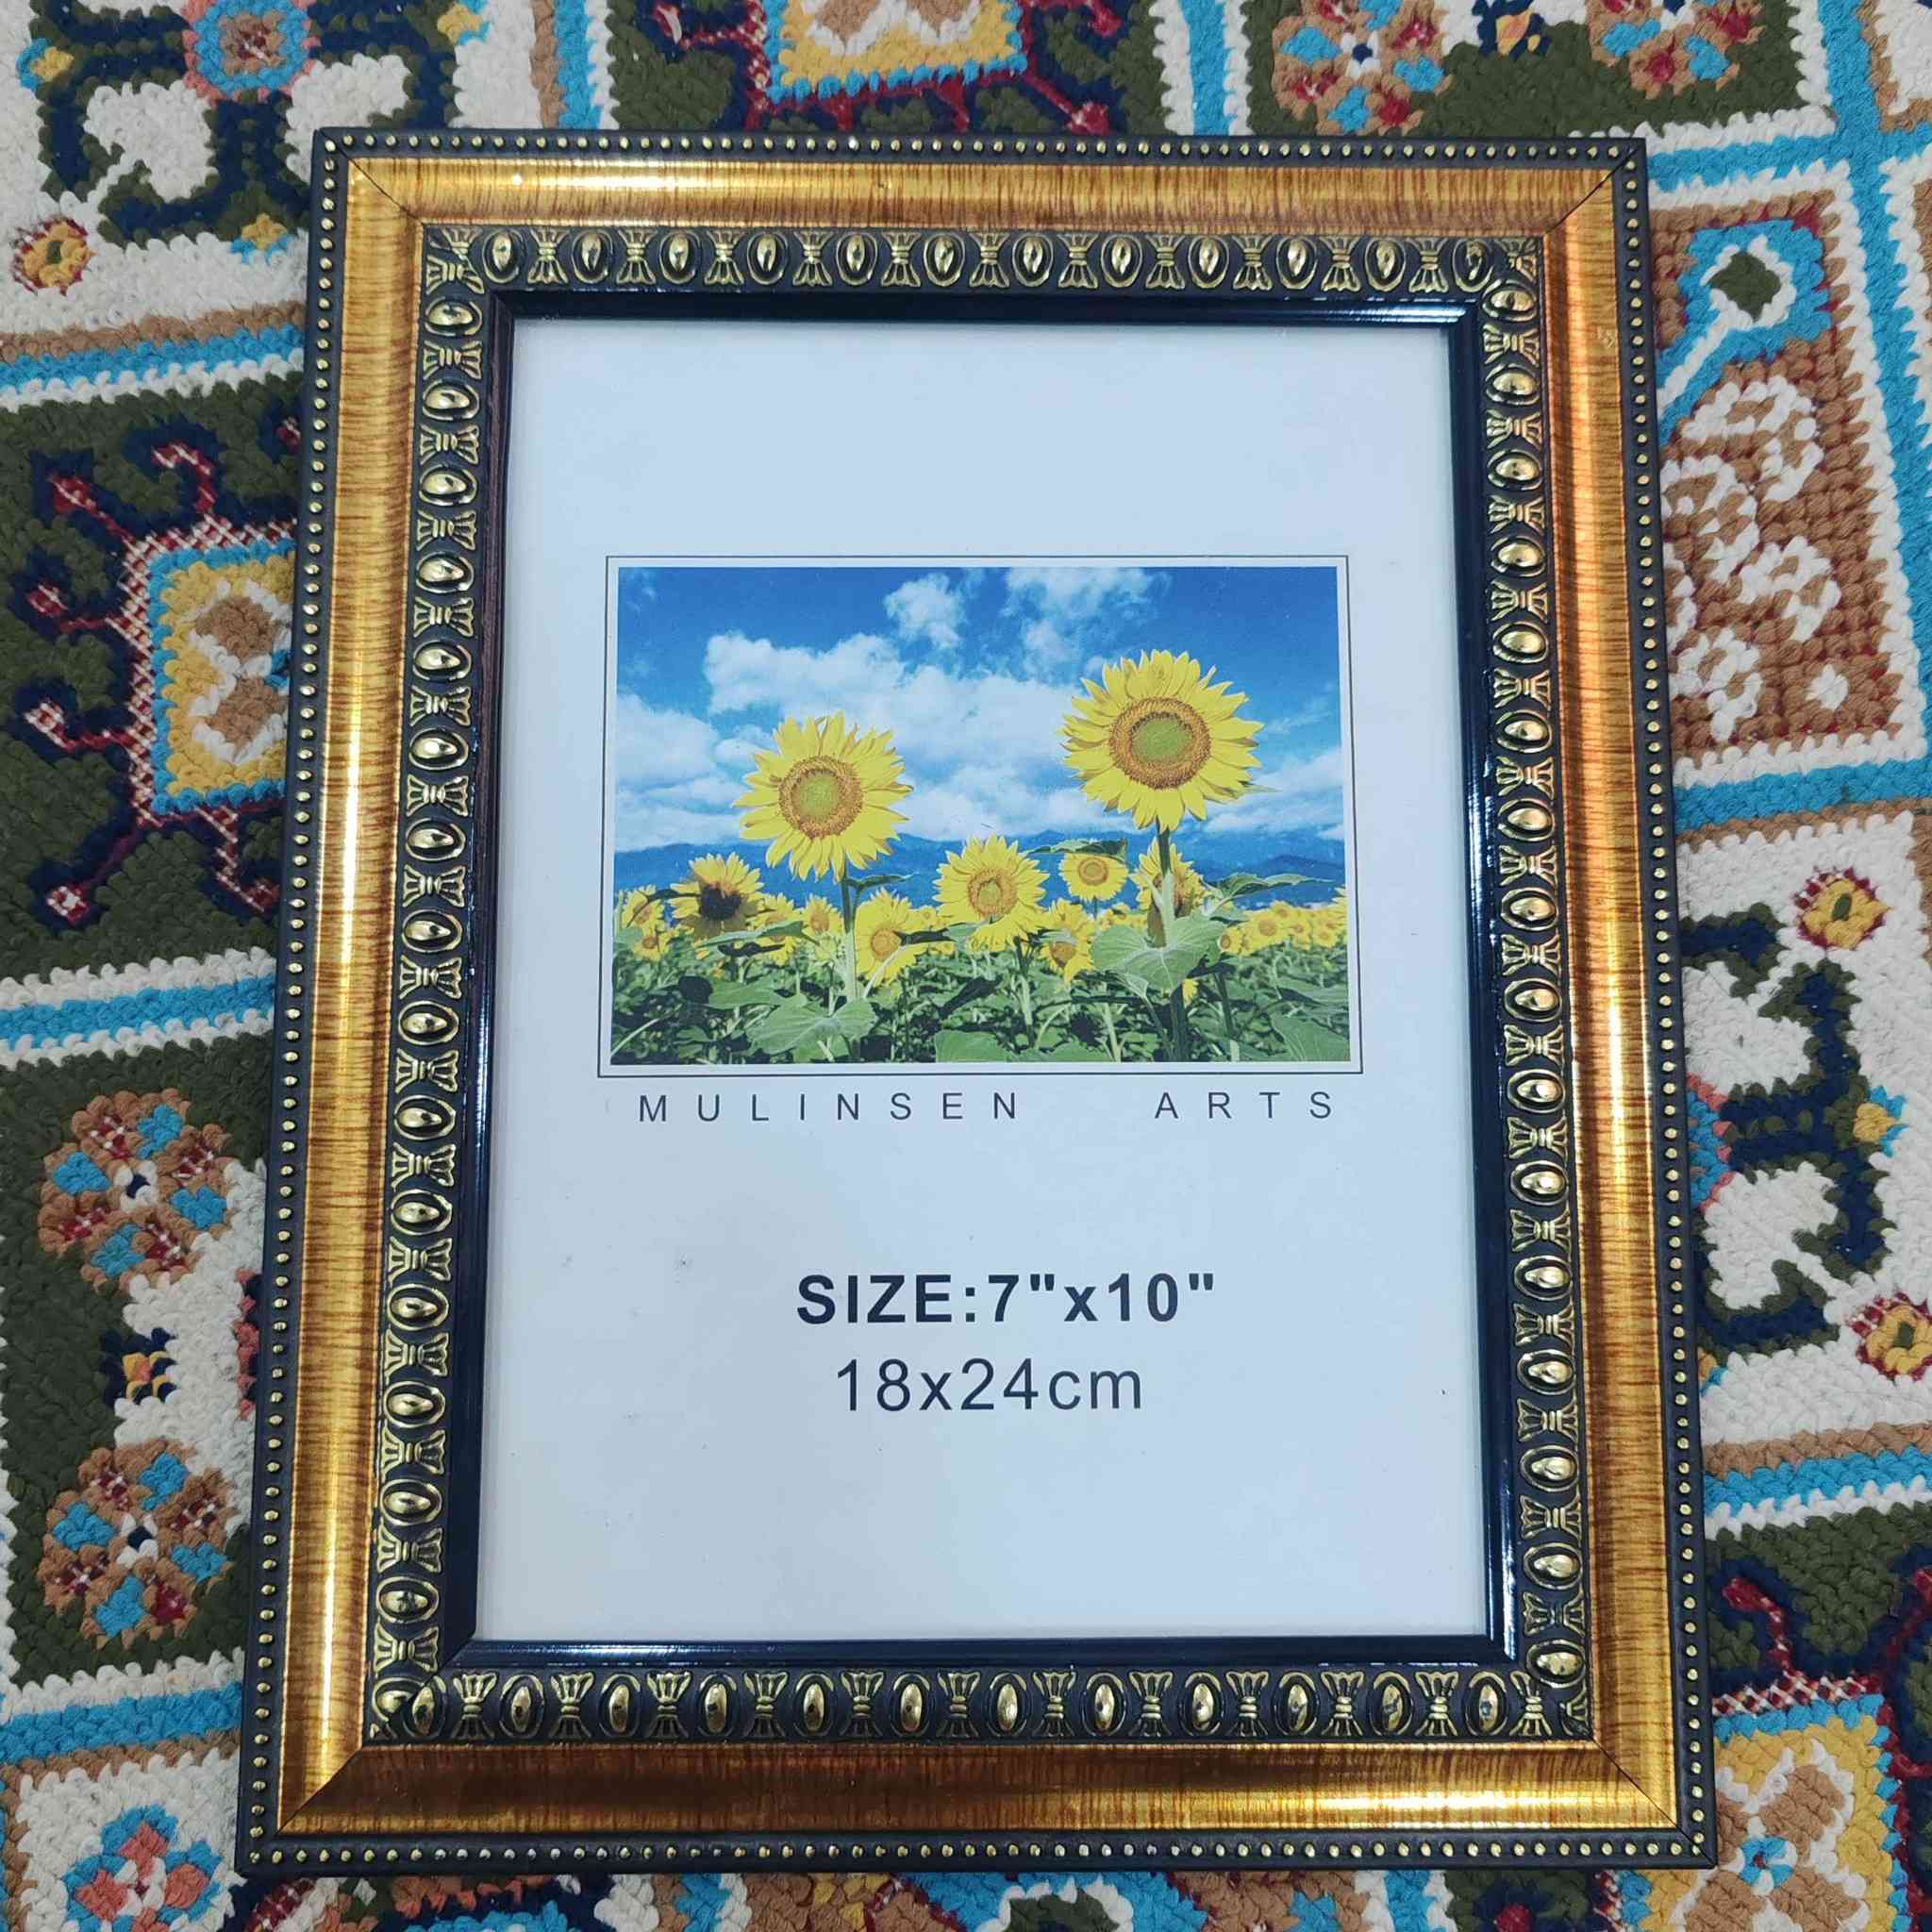 MULINSEN ARTS
SIZE:7"x10"
18x24cm